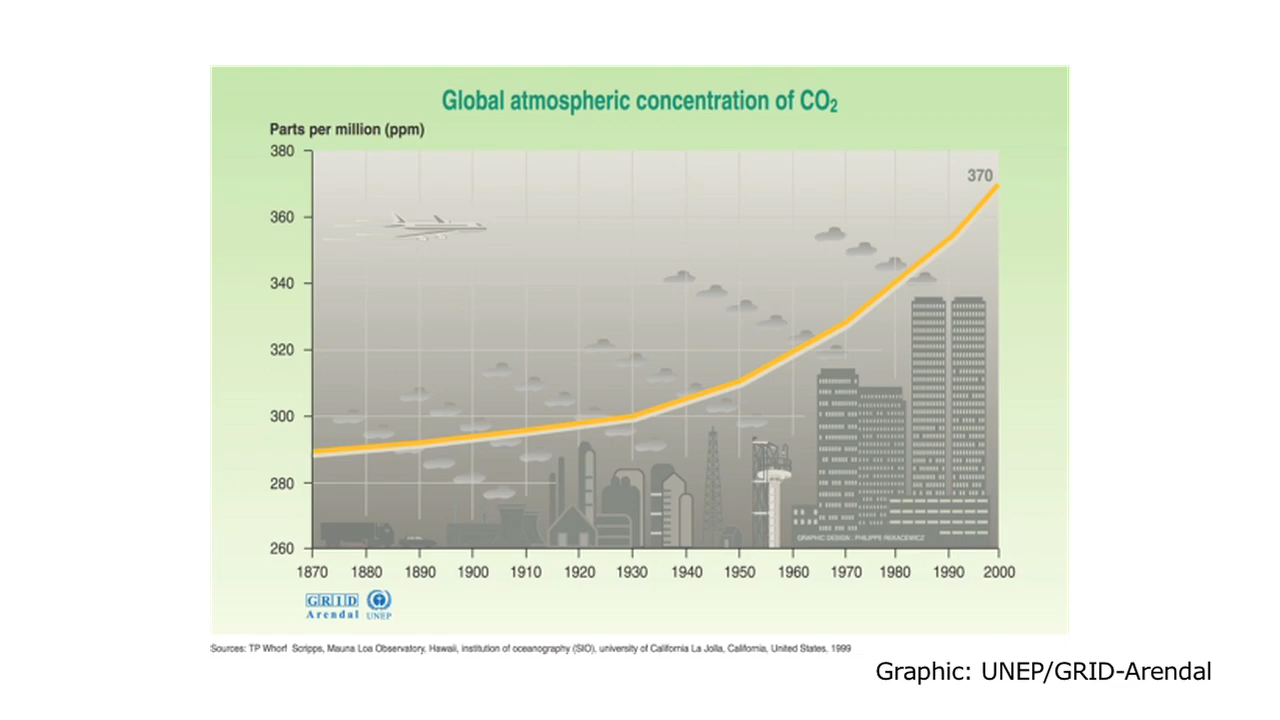 Global atmospheric concentration of CO₂
Parts per million (ppm)
380
370
360
340
320
300
280
260
GRAPHIC DESIGN : PHILIPPE REKACEWICZ
1870 1880 1890 1900 1910 1920 1930 1940 1950 1960 1970 1980 1990 2000
GRID
Arendal UNEP
Sources: TP Whorf Scripps, Mauna Loa Observatory, Hawaii, institution of oceanography (SIO), university of California La Jolla, California, United States, 1999
Graphic: UNEP/GRID-Arendal